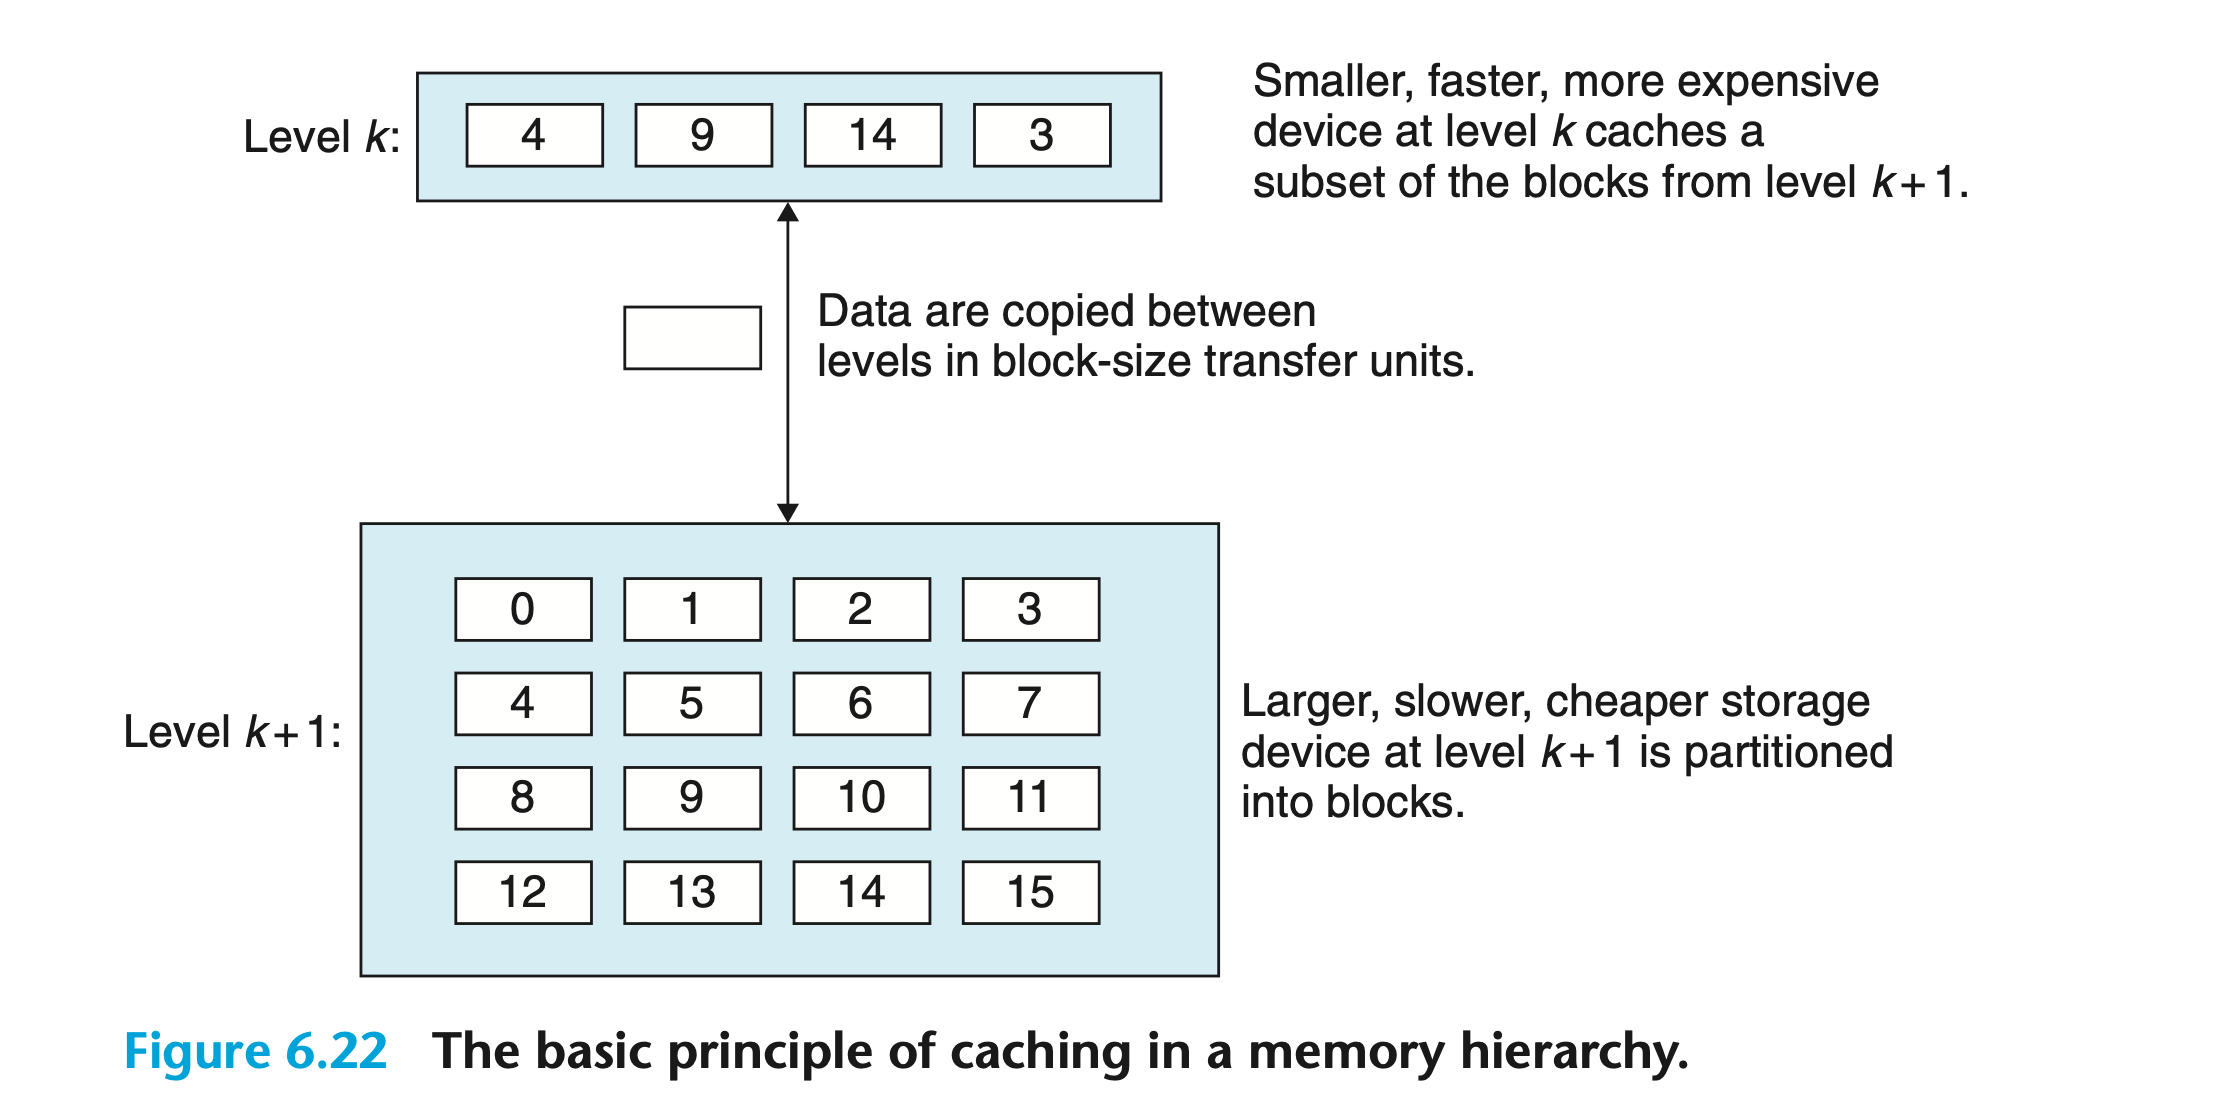 Level k:
4 9 14 3
Smaller, faster, more expensive
device at level k caches a
subset of the blocks from level k+1.
Data are copied between
levels in block-size transfer units.
Level k+1:
0 1 2 3
4 5 6 7
8 9 10 11
12 13 14 15
Larger, slower, cheaper storage
device at level k+1 is partitioned
into blocks.
Figure 6.22 The basic principle of caching in a memory hierarchy.